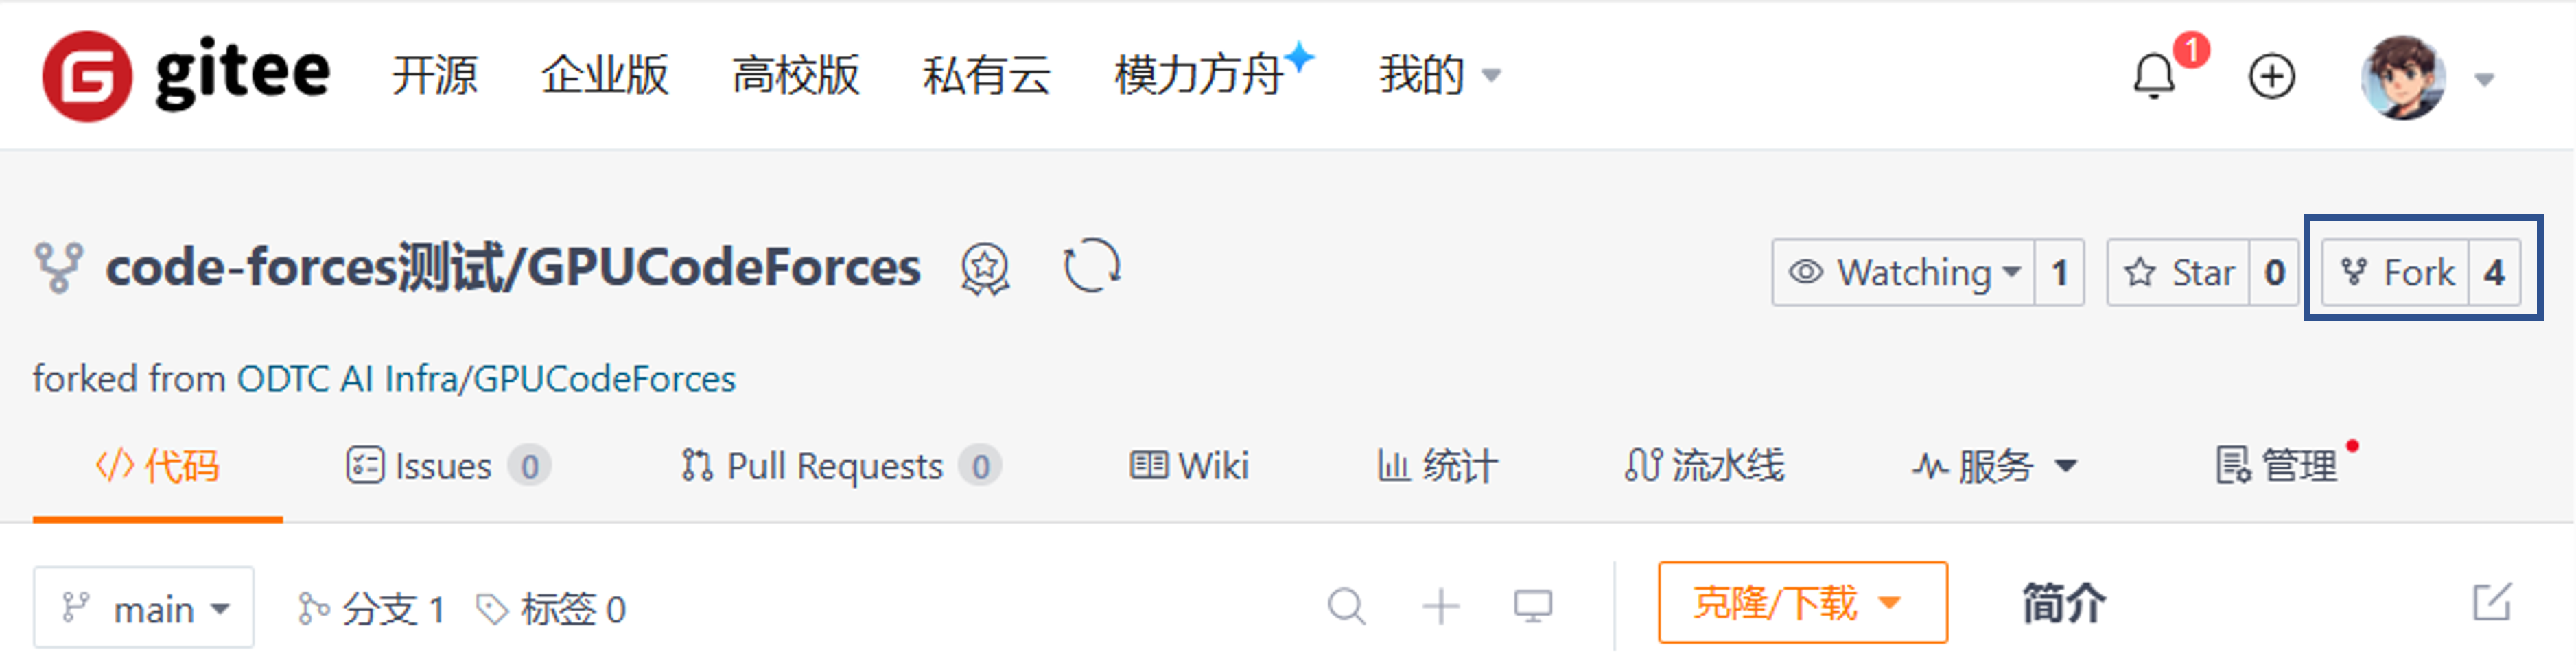 gitee 开源 企业版 高校版 私有云 模力方舟 我的 1
code-forces测试/GPUCodeForces Watching 1 Star 0 Fork 4
forked from ODTC AI Infra/GPUCodeForces
代码 Issues 0 Pull Requests 0 Wiki 统计 流水线 服务 管理
main 分支 1 标签 0 克隆/下载 简介